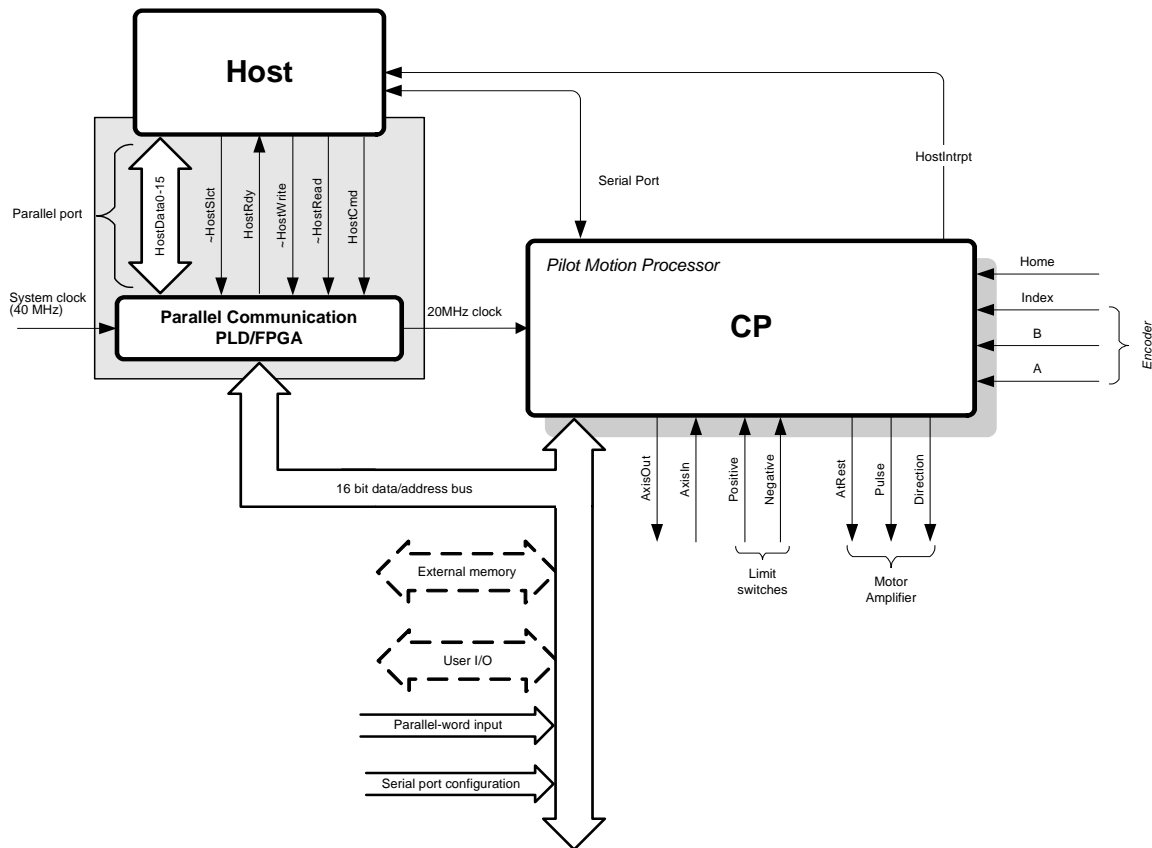 Host
HostIntrpt
Serial Port
Parallel port
HostData0-15
~HostSlct
HostRdy
~HostWrite
~HostRead
HostCmd
Pilot Motion Processor
CP
Home
Index
B
A
Encoder
System clock
(40 MHz)
Parallel Communication
PLD/FPGA
20MHz clock
AxisOut
AxisIn
Positive
Negative
AtRest
Pulse
Direction
16 bit data/address bus
Limit
switches
Motor
Amplifier
External memory
User I/O
Parallel-word input
Serial port configuration